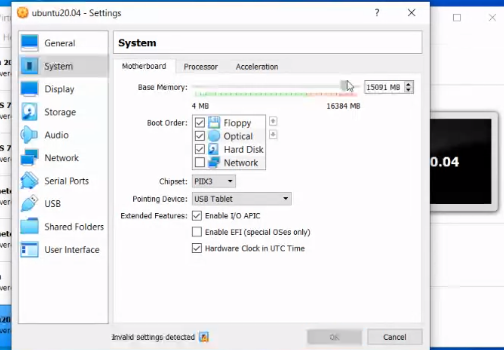 ubuntu20.04 - Settings
?
General
System
Display
Storage
Audio
Network
Serial Ports
USB
Shared Folders
User Interface
System
Motherboard Processor Acceleration
Base Memory: 15091 MB
4 MB 16384 MB
Boot Order: Floppy
Optical
Hard Disk
Network
Chipset: PIIX3
Pointing Device: USB Tablet
Extended Features: Enable I/O APIC
Enable EFI (special OSes only)
Hardware Clock in UTC Time
Invalid settings detected OK Cancel
0.04